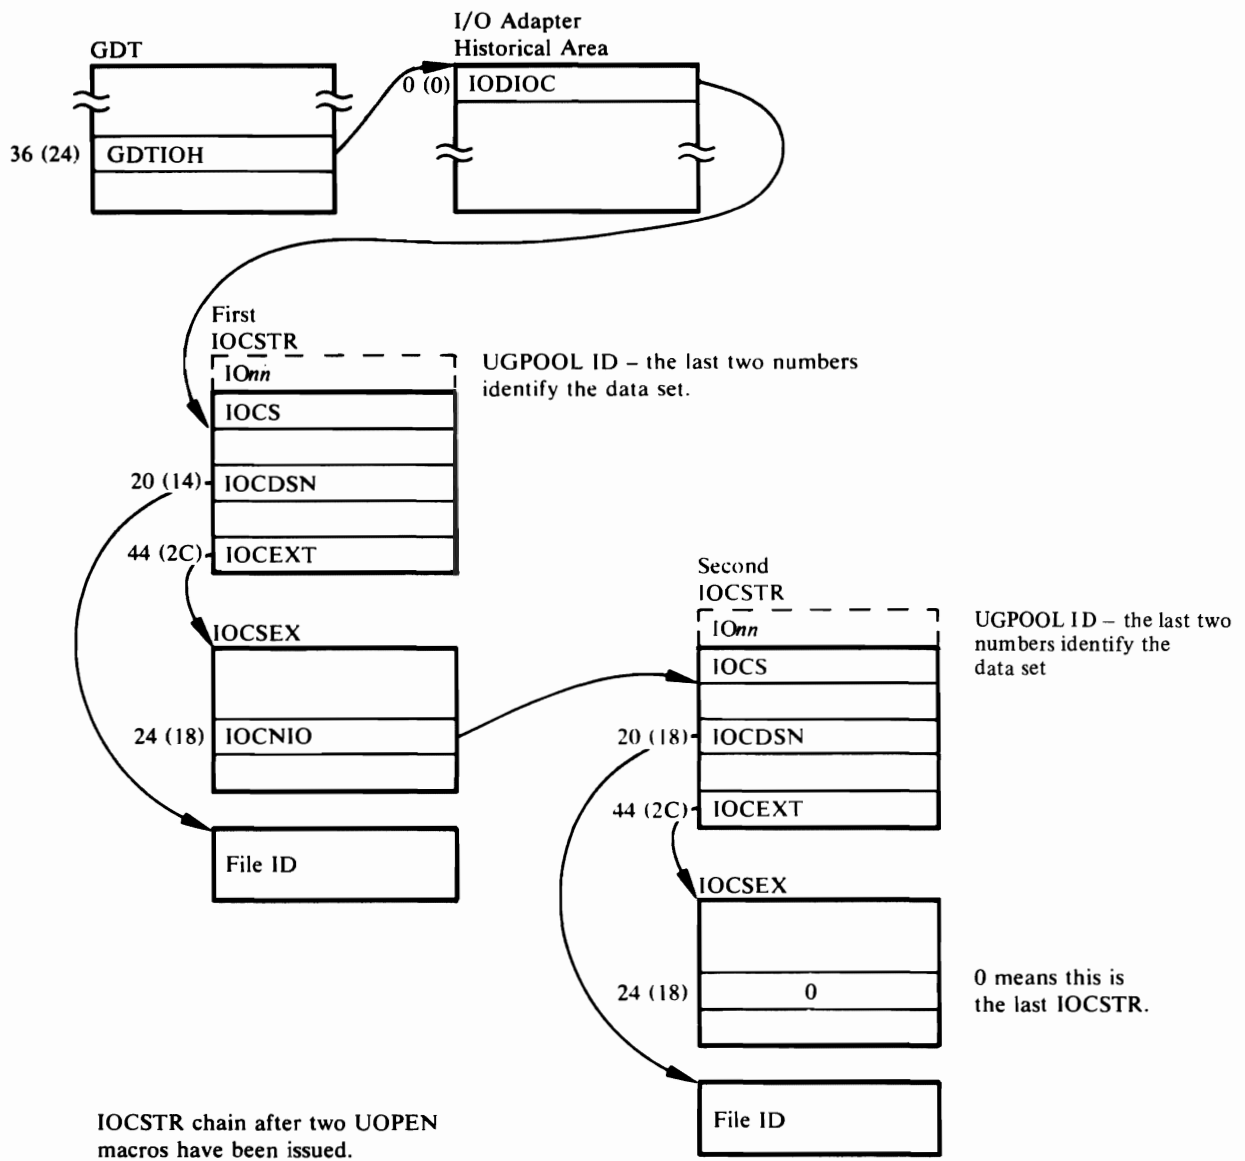 I/O Adapter
Historical Area
GDT
0 (0) IODIOC
36 (24) GDTIOH
First
IOCSTR
IOnn
UGPOOL ID – the last two numbers
identify the data set.
IOCS
20 (14) IOCDSN
44 (2C) IOCEXT
IOCSEX
24 (18) IOCNIO
File ID
Second
IOCSTR
IOnn
UGPOOL ID – the last two
numbers identify the
data set
IOCS
20 (18) IOCDSN
44 (2C) IOCEXT
IOCSEX
24 (18) 0
0 means this is
the last IOCSTR.
File ID
IOCSTR chain after two UOPEN
macros have been issued.